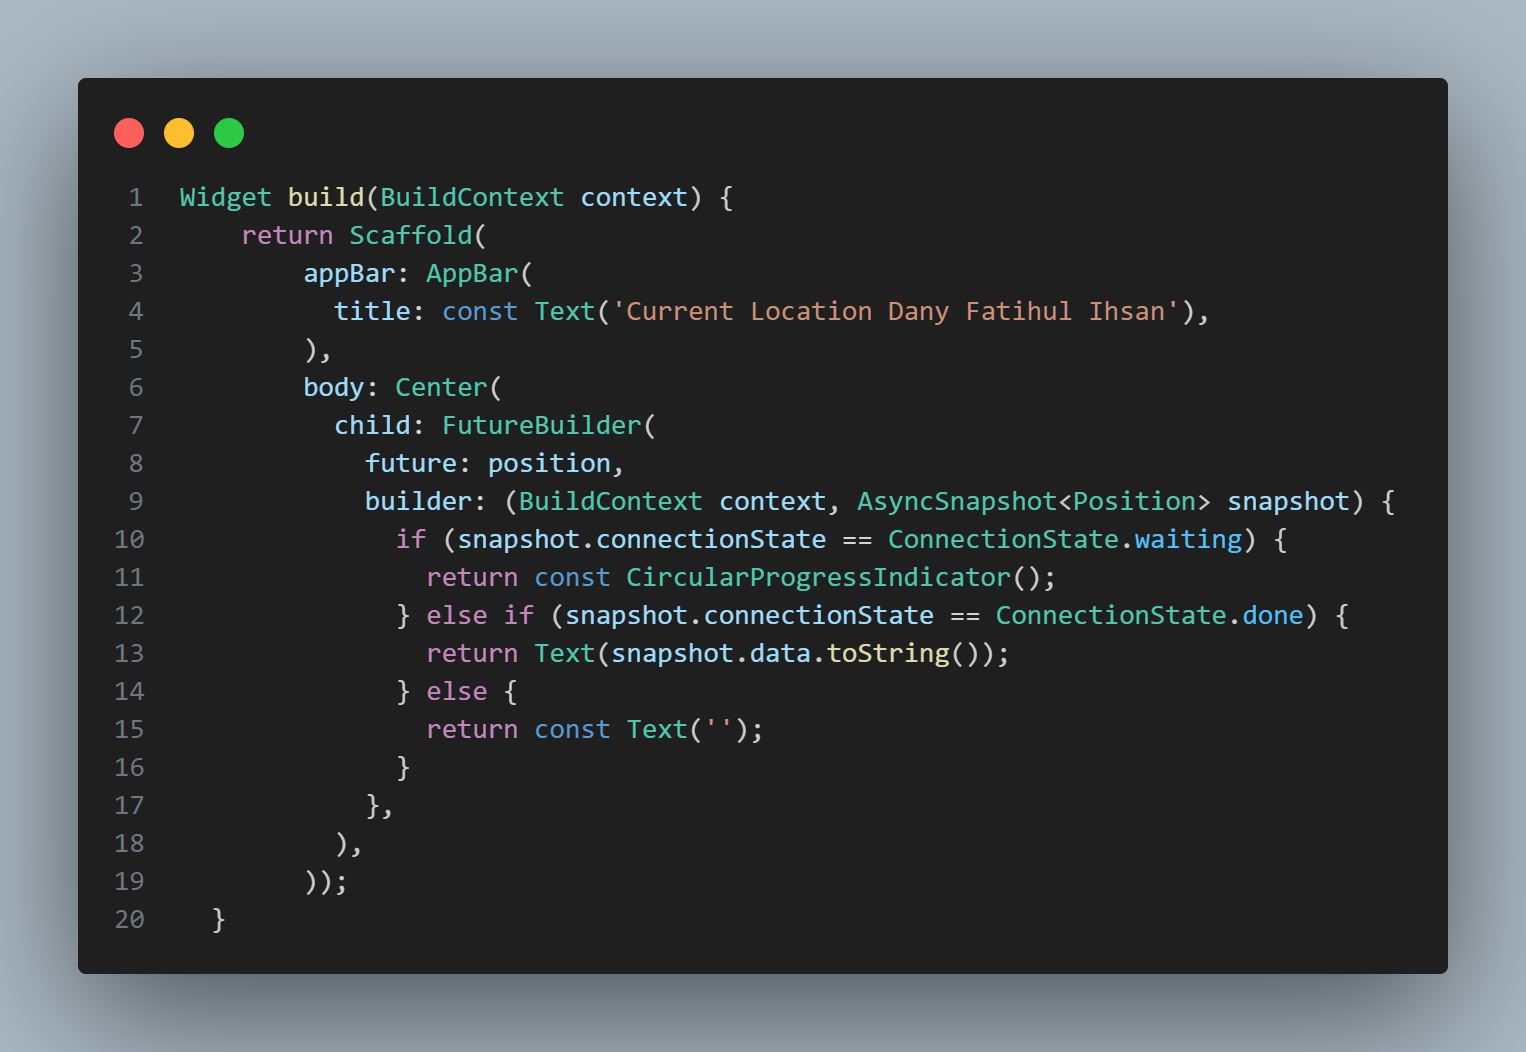 1 Widget build(BuildContext context) {
2 return Scaffold(
3 appBar: AppBar(
4 title: const Text('Current Location Dany Fatihul Ihsan'),
5 ),
6 body: Center(
7 child: FutureBuilder(
8 future: position,
9 builder: (BuildContext context, AsyncSnapshot<Position> snapshot) {
10 if (snapshot.connectionState == ConnectionState.waiting) {
11 return const CircularProgressIndicator();
12 } else if (snapshot.connectionState == ConnectionState.done) {
13 return Text(snapshot.data.toString());
14 } else {
15 return const Text('');
16 }
17 },
18 ),
19 ));
20 }